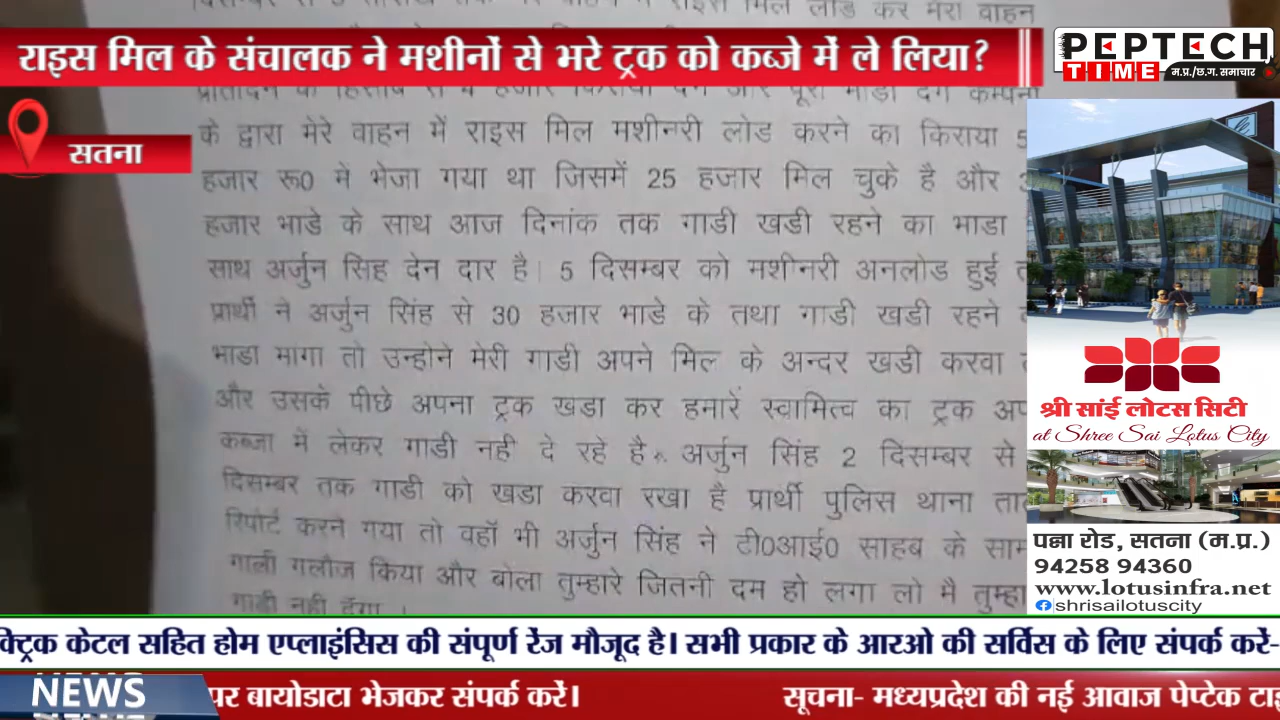 राइस मिल के संचालक ने मशीनों से भरे ट्रक को कब्जे में ले लिया?
PEPTECH
TIME म.प्र./छ.ग. समाचार
सतना
राइस मिल लोड कर मेरा वाहन
के द्वारा मेरे वाहन में राइस मिल मशीनरी लोड करने का किराया 5
हजार रू0 में भेजा गया था जिसमें 25 हजार मिल चुके है और
हजार भाडे के साथ आज दिनांक तक गाडी खडी रहने का भाडा
साथ अर्जुन सिह देन दार है। 5 दिसम्बर को मशीनरी अनलोड हुई
प्रार्थी ने अर्जुन सिंह से 30 हजार भाडे के तथा गाडी खडी रहने
भाडा मागा तो उन्होने मेरी गाडी अपने मिल के अन्दर खडी करवा
और उसके पीछे अपना ट्रक खडा कर हमारें स्वामित्व का ट्रक
कब्जा में लेकर गाडी नही दे रहे है। अर्जुन सिंह 2 दिसम्बर से
दिसम्बर तक गाडी को खडा करवा रखा है प्रार्थी पुलिस थाना
रिपोर्ट करने गया तो वहॉ भी अर्जुन सिंह ने टी0आई0 साहब के
गाली गलौज किया और बोला तुम्हारे जितनी दम हो लगा लो मै
गाडी नही दूँगा ।
श्री सांई लोटस सिटी
at Shree Sai Lotus City
पन्ना रोड, सतना (म.प्र.)
94258 94360
www.lotusinfra.net
shrisailotuscity
क्ट्रिक केटल सहित होम एप्लाइंसिस की संपूर्ण रेंज मौजूद है। सभी प्रकार के आरओ की सर्विस के लिए संपर्क करें-
NEWS पर बायोडाटा भेजकर संपर्क करें। सूचना- मध्यप्रदेश की नई आवाज पेप्टेक टाइ